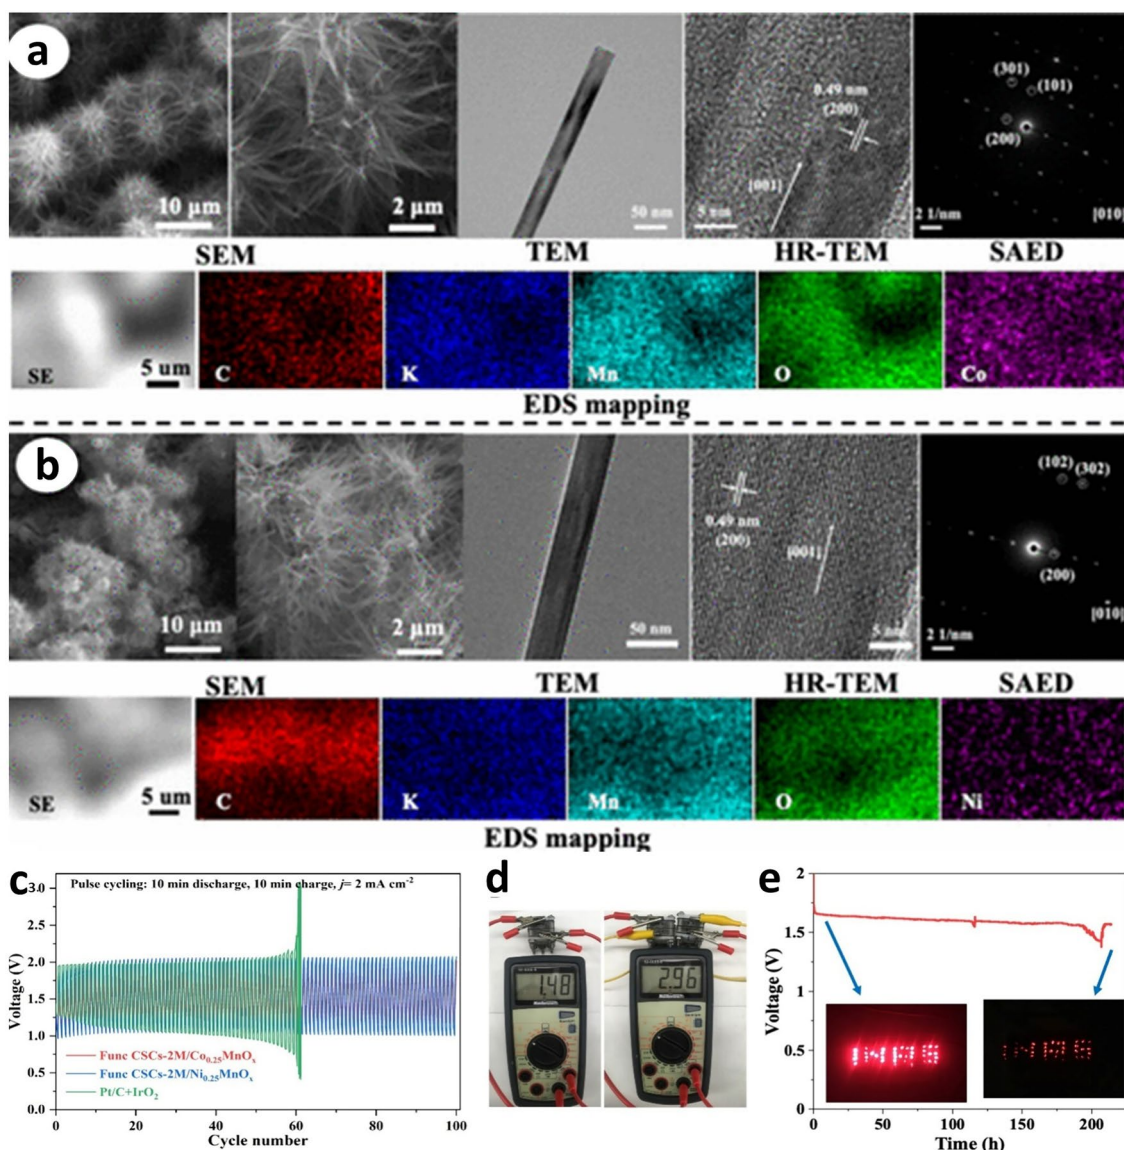 a
10 µm
2 µm
50 nm
0.49 nm
(200)
[001]
5 nm
(301)
(101)
(200)
2 1/nm
[010]
SEM
TEM
HR-TEM
SAED
SE
5 um
C
K
Mn
O
Co
EDS mapping
b
10 µm
2 µm
50 nm
0.49 nm
(200)
[001]
5 nm
(102)
(302)
(200)
2 1/nm
[010]
SEM
TEM
HR-TEM
SAED
SE
5 um
C
K
Mn
O
Ni
EDS mapping
c
Pulse cycling: 10 min discharge, 10 min charge, j= 2 mA cm⁻²
3.0
2.5
2.0
1.5
1.0
0.5
0.0
Voltage (V)
Func CSCs-2M/Co₀.₂₅MnOₓ
Func CSCs-2M/Ni₀.₂₅MnOₓ
Pt/C+IrO₂
0
20
40
60
80
100
Cycle number
d
1.48
2.96
e
2
1.5
1
0.5
0
Voltage (V)
0
50
100
150
200
Time (h)